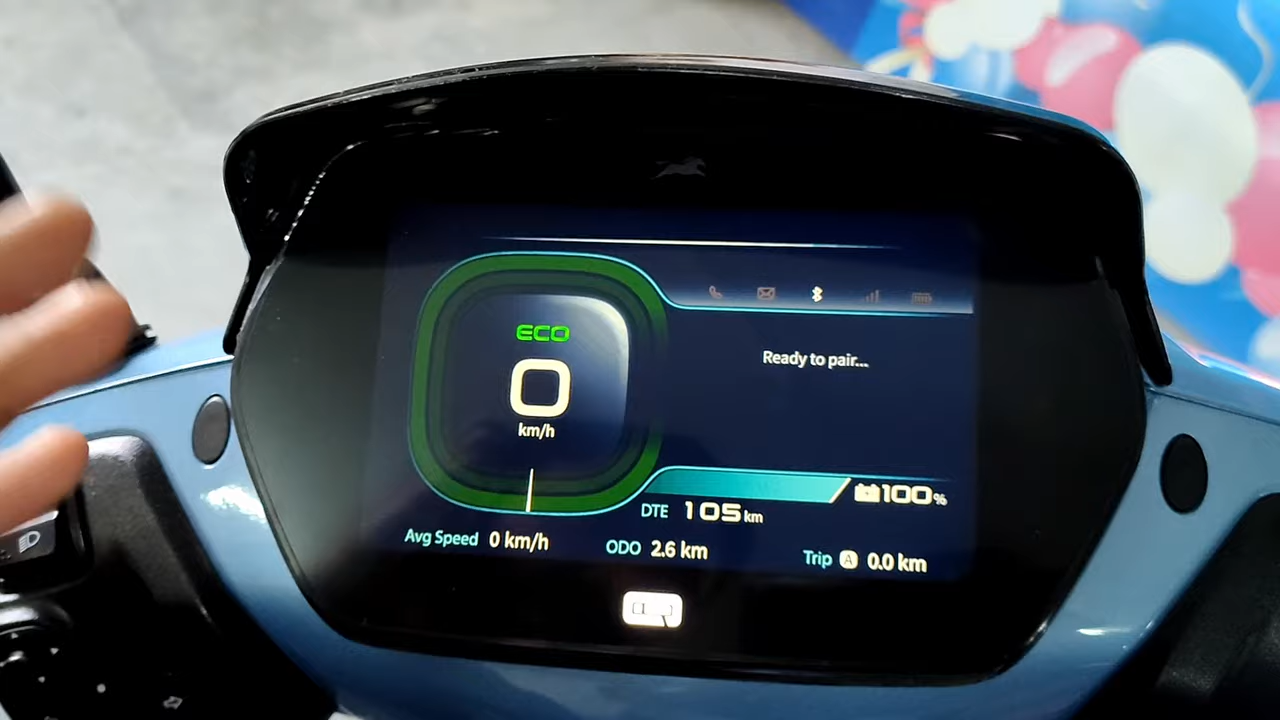 ECO
0
km/h
Ready to pair...
100%
DTE 105 km
Avg Speed 0 km/h
ODO 2.6 km
Trip A 0.0 km